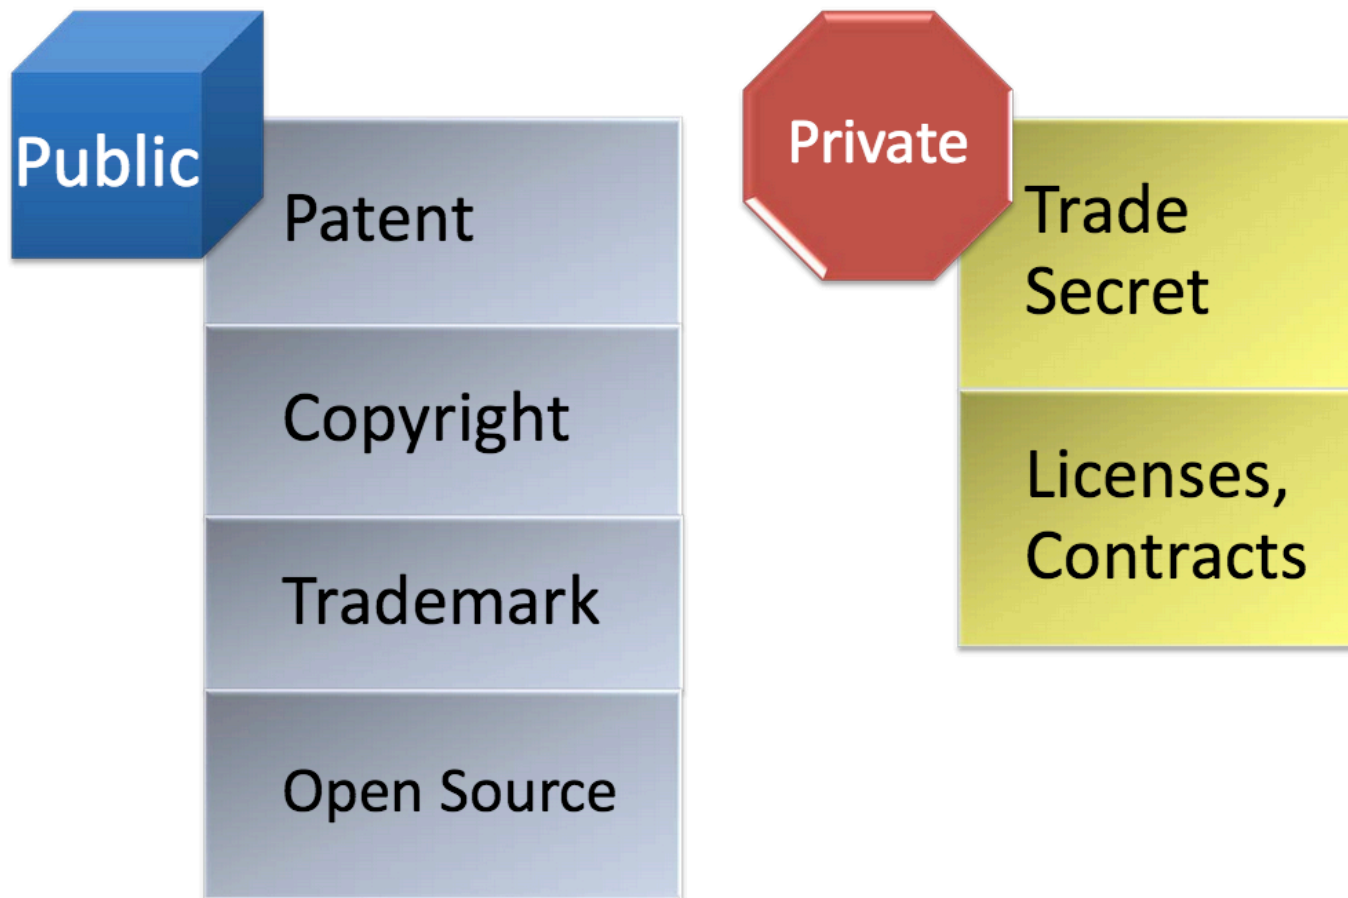 Public
Patent
Copyright
Trademark
Open Source
Private
Trade
Secret
Licenses,
Contracts